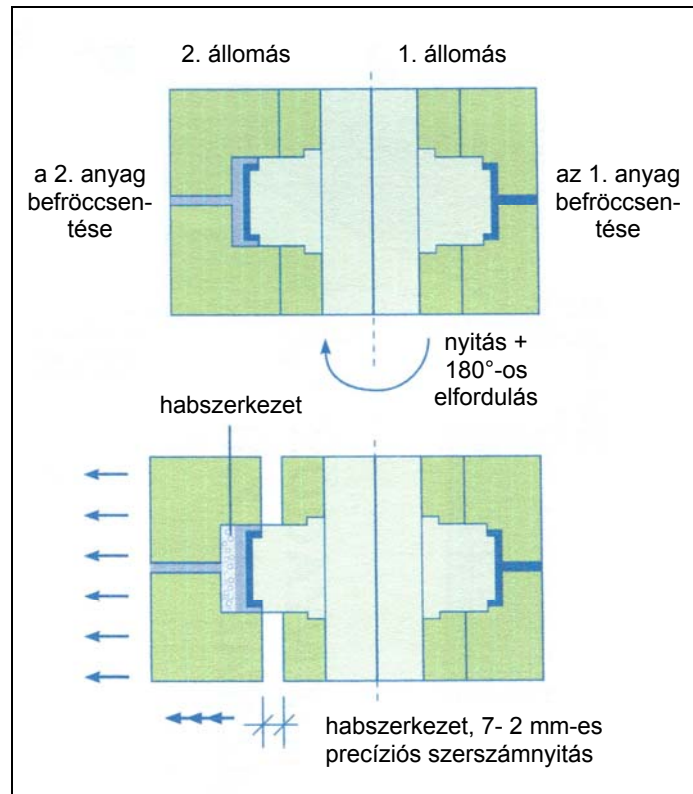 2. állomás
1. állomás
a 2. anyag
befröccsen-
tése
az 1. anyag
befröccsen-
tése
nyitás +
180°-os
elfordulás
habszerkezet
habszerkezet, 7- 2 mm-es
precíziós szerszámnyitás